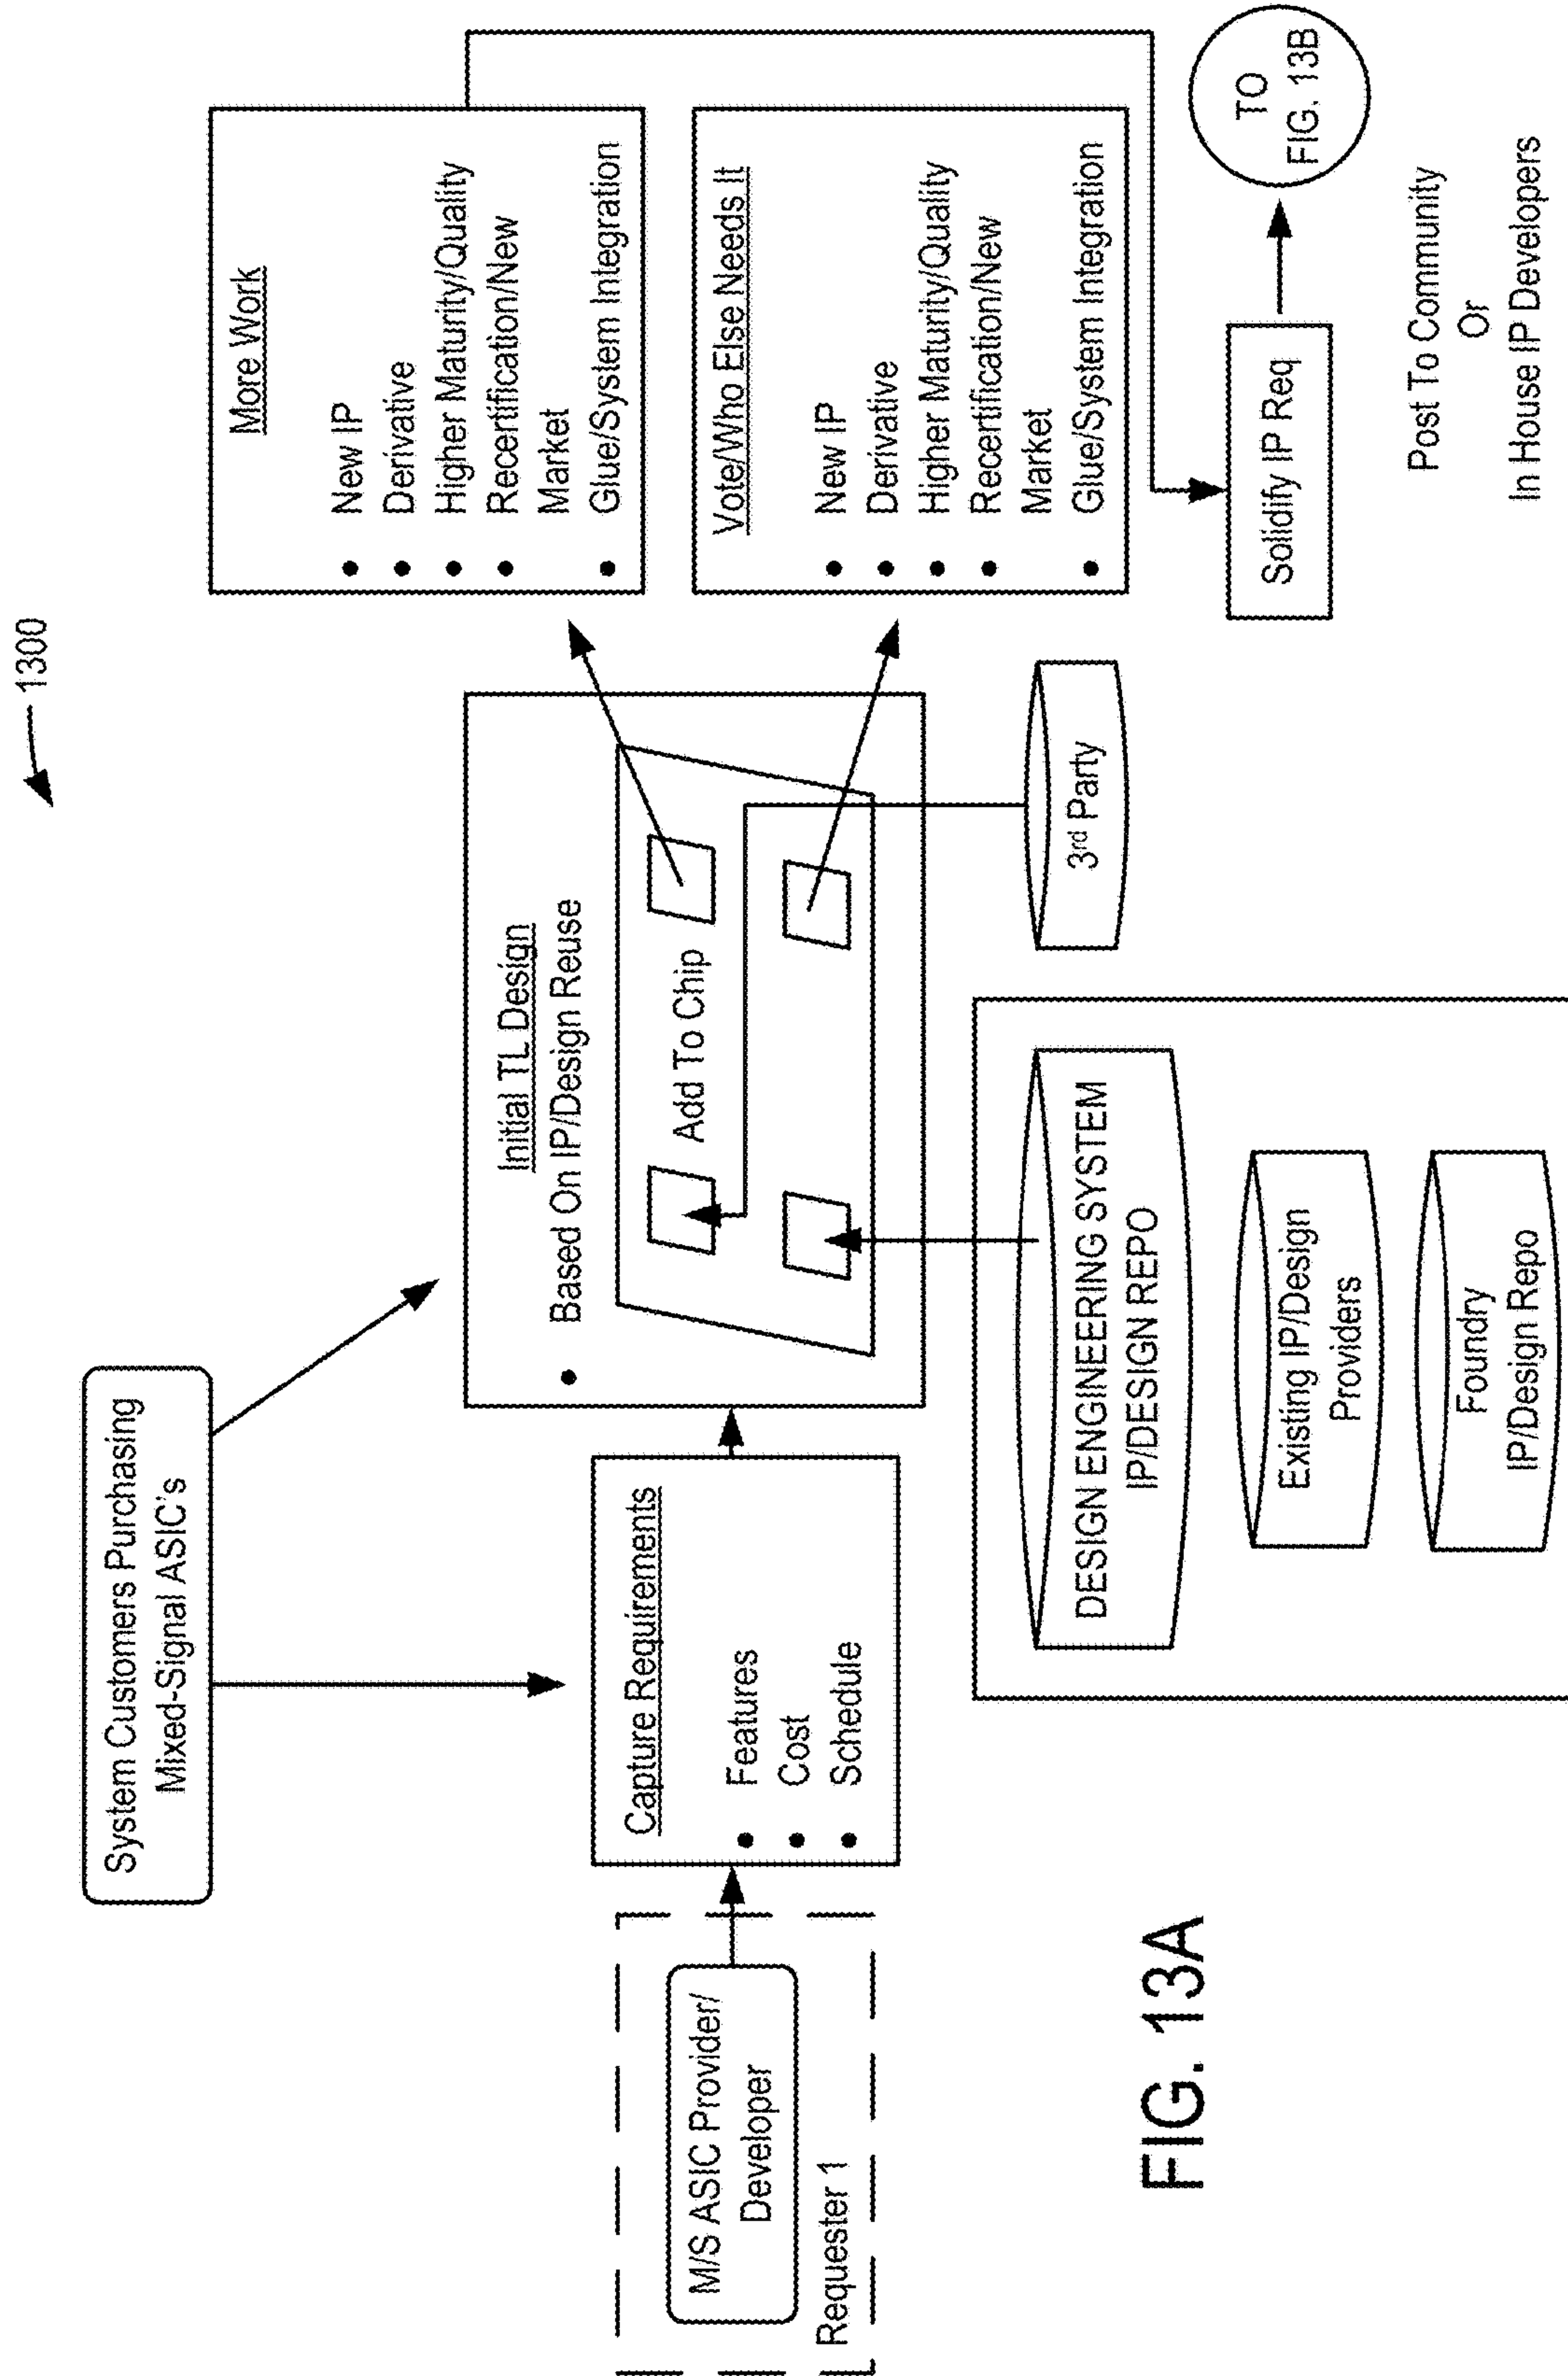 1300
System Customers Purchasing
Mixed-Signal ASIC's
M/S ASIC Provider/
Developer
Requester 1
Capture Requirements
• Features
• Cost
• Schedule
Initial TL Design
• Based On IP/Design Reuse
Add To Chip
More Work
• New IP
• Derivative
• Higher Maturity/Quality
• Recertification/New
Market
• Glue/System Integration
Vote/Who Else Needs It
• New IP
• Derivative
• Higher Maturity/Quality
• Recertification/New
Market
• Glue/System Integration
DESIGN ENGINEERING SYSTEM
IP/DESIGN REPO
Existing IP/Design
Providers
Foundry
IP/Design Repo
3rd Party
Solidify IP Req
TO
FIG. 13B
Post To Community
Or
In House IP Developers
FIG. 13A